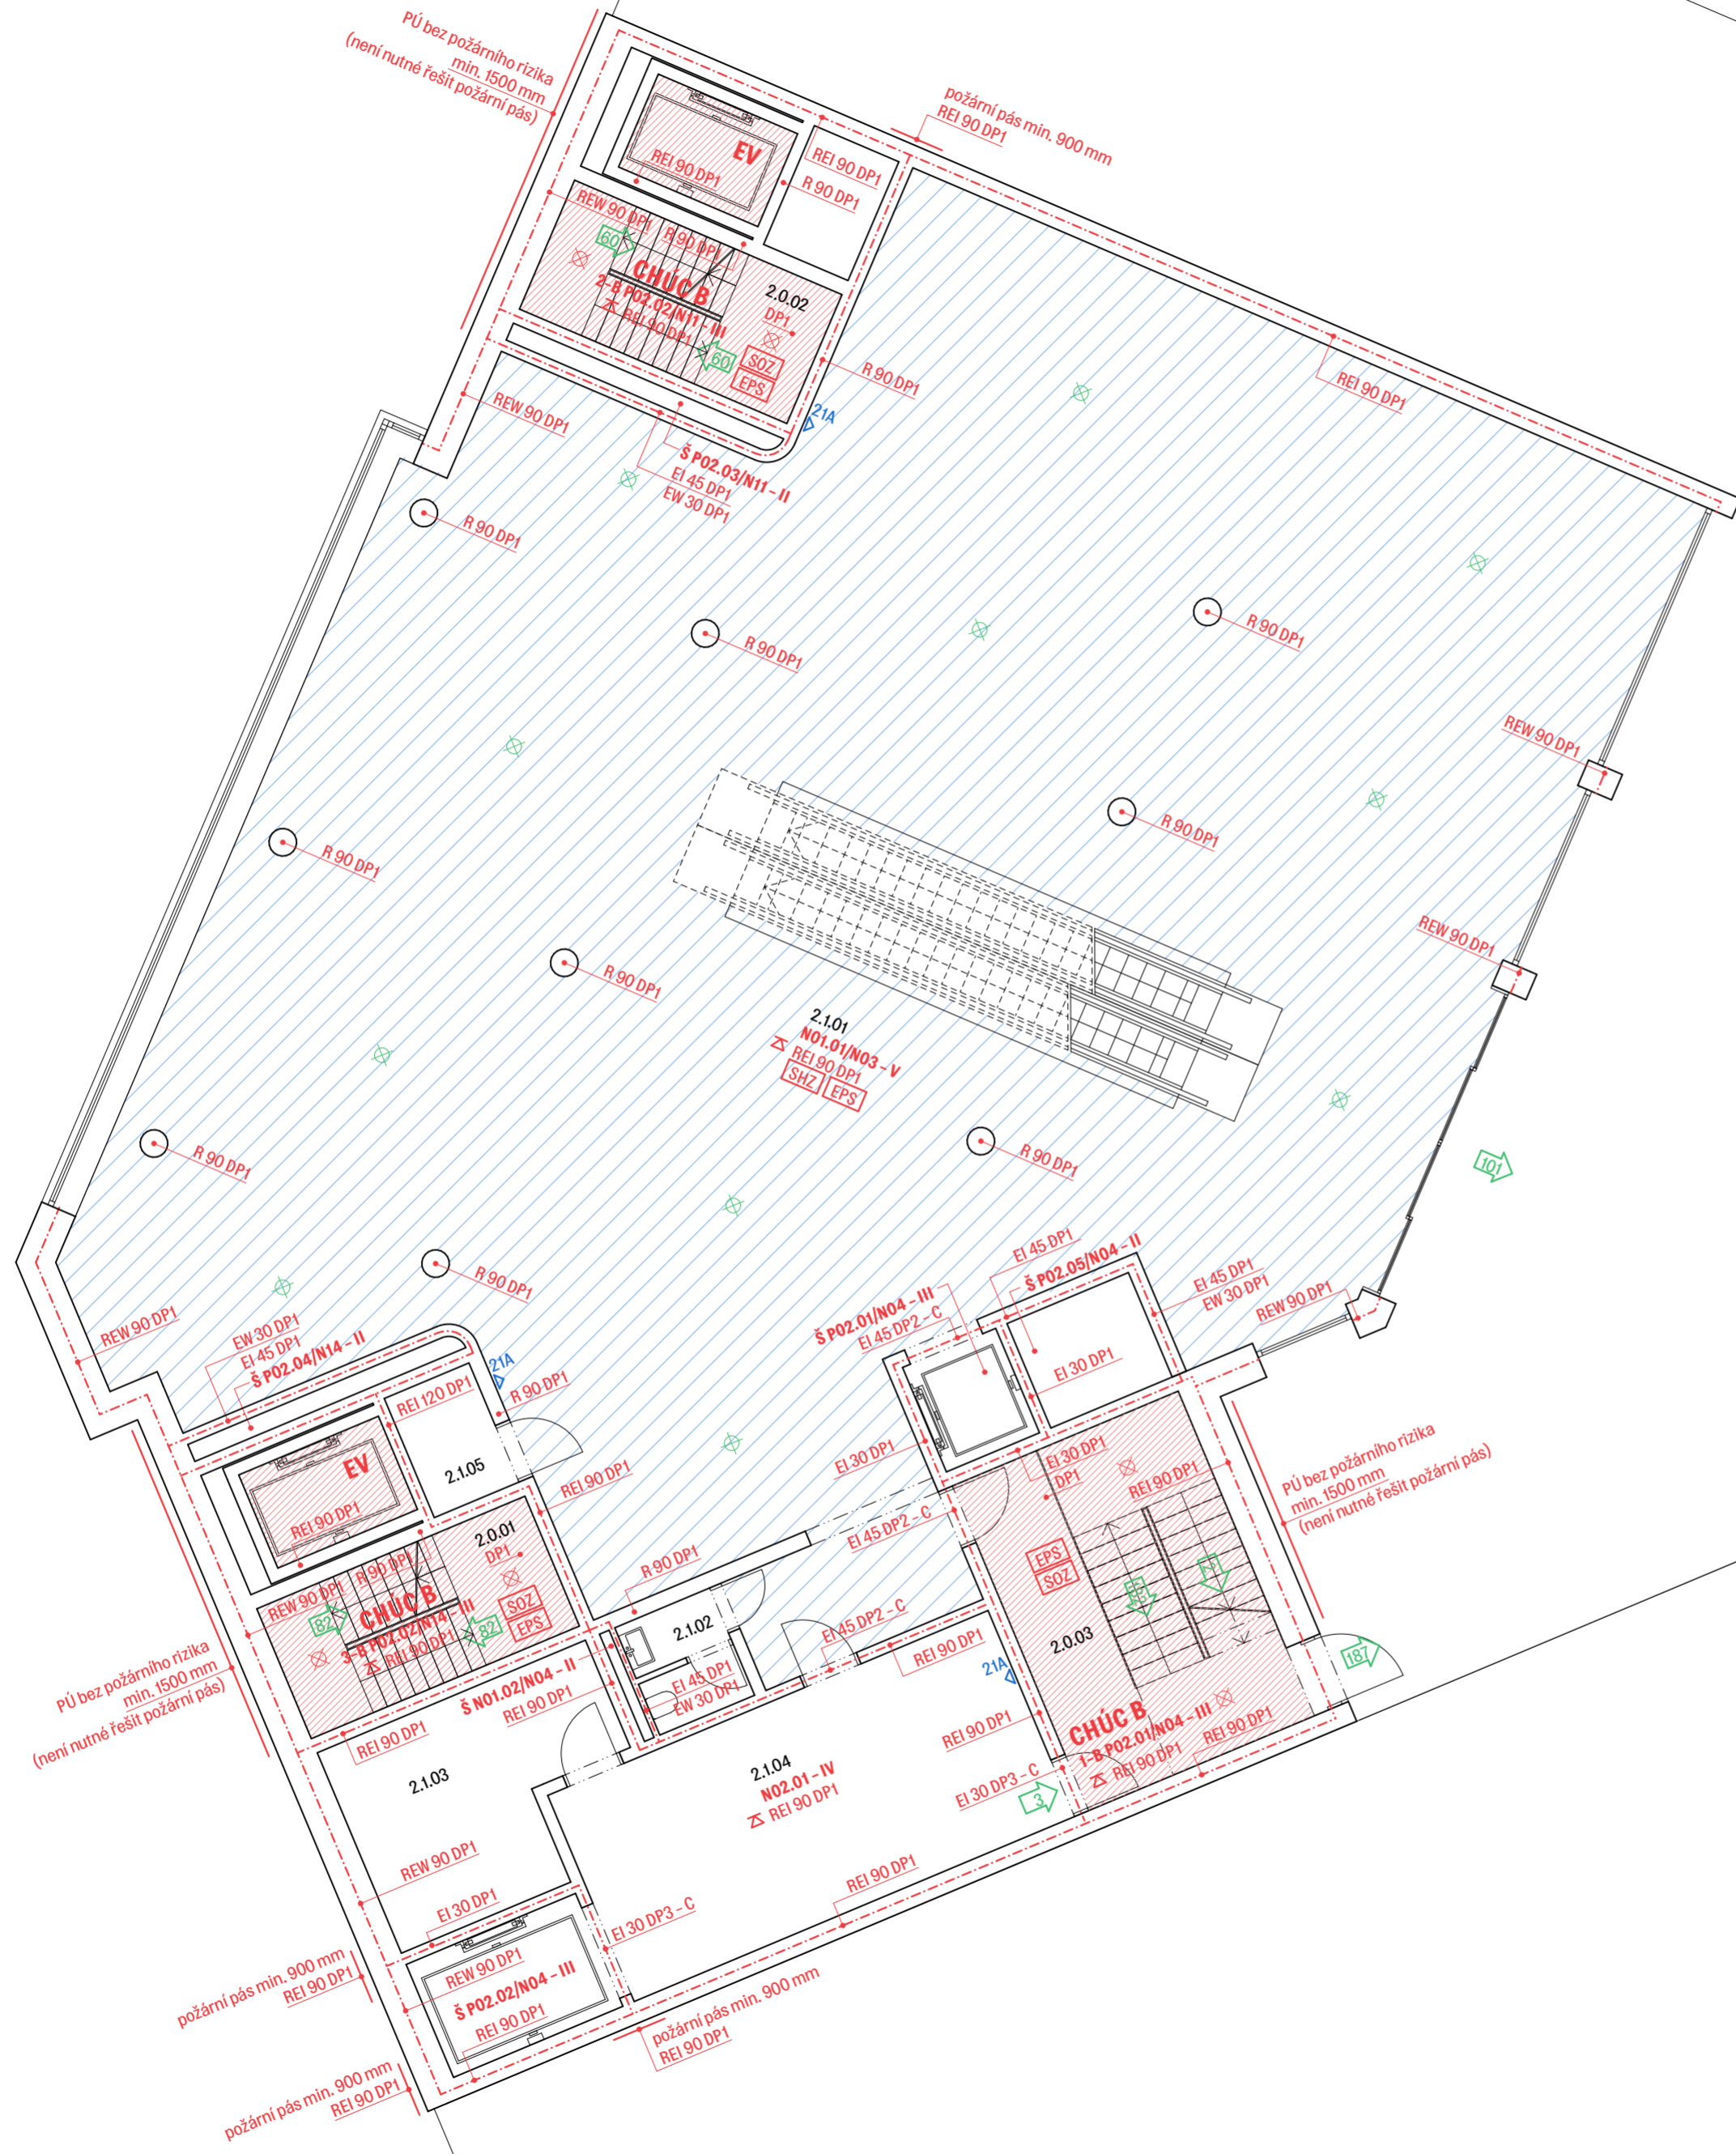 PÚ bez požárního rizika
min. 1500 mm
(není nutné řešit požární pás)
požární pás min. 900 mm
REI 90 DP1
EV
REI 90 DP1
REI 90 DP1
R 90 DP1
REW 90 DP1
60
R 90 DP1
CHÚC B
2-B P02.02/N11 - III
REI 90 DP1
2.0.02
DP1
60
SOZ
EPS
R 90 DP1
REI 90 DP1
REW 90 DP1
21A
Š P02.03/N11 - II
EI 45 DP1
EW 30 DP1
R 90 DP1
R 90 DP1
R 90 DP1
REW 90 DP1
R 90 DP1
R 90 DP1
REW 90 DP1
R 90 DP1
2.1.01
N01.01/N03 - V
REI 90 DP1
SHZ
EPS
R 90 DP1
R 90 DP1
101
R 90 DP1
REW 90 DP1
EW 30 DP1
EI 45 DP1
Š P02.04/N14 - II
21A
R 90 DP1
REI 120 DP1
EI 45 DP1
Š P02.05/N04 - II
Š P02.01/N04 - III
EI 45 DP2 - C
EI 45 DP1
EW 30 DP1
REW 90 DP1
EI 30 DP1
EV
REI 90 DP1
2.1.05
REI 90 DP1
EI 30 DP1
EI 30 DP1
DP1
REI 90 DP1
PÚ bez požárního rizika
min. 1500 mm
(není nutné řešit požární pás)
2.0.01
DP1
R 90 DP1
REW 90 DP1
82
CHÚC B
3-B P02.02/N14 - III
REI 90 DP1
82
SOZ
EPS
R 90 DP1
EI 45 DP2 - C
EPS
SOZ
2.1.02
EI 45 DP2 - C
REI 90 DP1
2.0.03
187
PÚ bez požárního rizika
min. 1500 mm
(není nutné řešit požární pás)
Š N01.02/N04 - II
REI 90 DP1
EI 45 DP1
EW 30 DP1
REI 90 DP1
21A
REI 90 DP1
CHÚC B
1-B P02.01/N04 - III
REI 90 DP1
REI 90 DP1
2.1.03
2.1.04
N02.01 - IV
REI 90 DP1
EI 30 DP3 - C
3
REW 90 DP1
REI 90 DP1
EI 30 DP1
EI 30 DP3 - C
REW 90 DP1
Š P02.02/N04 - III
REI 90 DP1
požární pás min. 900 mm
REI 90 DP1
požární pás min. 900 mm
REI 90 DP1
požární pás min. 900 mm
REI 90 DP1